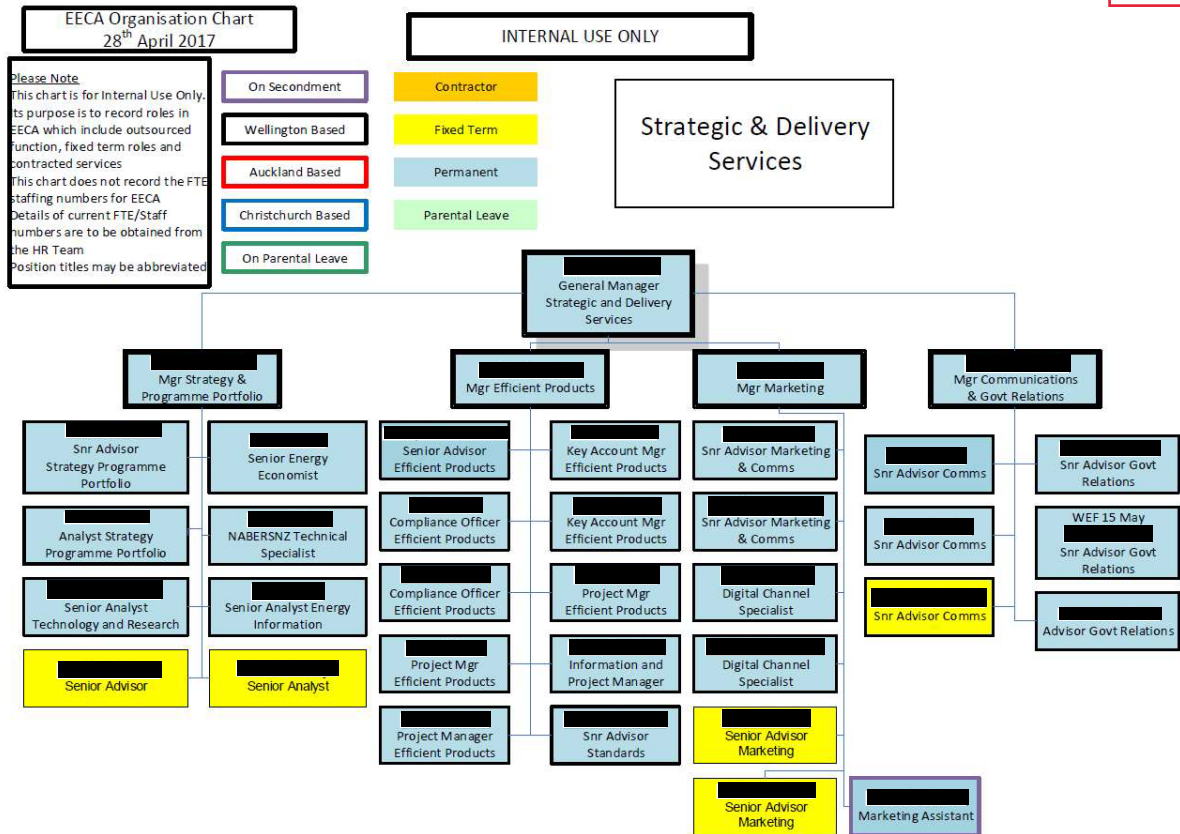 EECA Organisation Chart
28th April 2017
INTERNAL USE ONLY
Please Note
This chart is for Internal Use Only.
Its purpose is to record roles in
EECA which include outsourced
function, fixed term roles and
contracted services
This chart does not record the FTE
staffing numbers for EECA
Details of current FTE/Staff
numbers are to be obtained from
the HR Team
Position titles may be abbreviated
On Secondment
Wellington Based
Auckland Based
Christchurch Based
On Parental Leave
Contractor
Fixed Term
Permanent
Parental Leave
Strategic & Delivery
Services
General Manager
Strategic and Delivery
Services
Mgr Strategy &
Programme Portfolio
Mgr Efficient Products
Mgr Marketing
Mgr Communications
& Govt Relations
Snr Advisor
Strategy Programme
Portfolio
Senior Energy
Economist
Analyst Strategy
Programme Portfolio
NABERSNZ Technical
Specialist
Senior Analyst
Technology and Research
Senior Analyst Energy
Information
Senior Advisor
Senior Analyst
Senior Advisor
Efficient Products
Key Account Mgr
Efficient Products
Compliance Officer
Efficient Products
Key Account Mgr
Efficient Products
Compliance Officer
Efficient Products
Project Mgr
Efficient Products
Project Mgr
Efficient Products
Information and
Project Manager
Project Manager
Efficient Products
Snr Advisor
Standards
Snr Advisor Marketing
& Comms
Snr Advisor Marketing
& Comms
Digital Channel
Specialist
Digital Channel
Specialist
Senior Advisor
Marketing
Senior Advisor
Marketing
Marketing Assistant
Snr Advisor Comms
Snr Advisor Govt
Relations
Snr Advisor Comms
WEF 15 May
Snr Advisor Govt
Relations
Snr Advisor Comms
Advisor Govt Relations